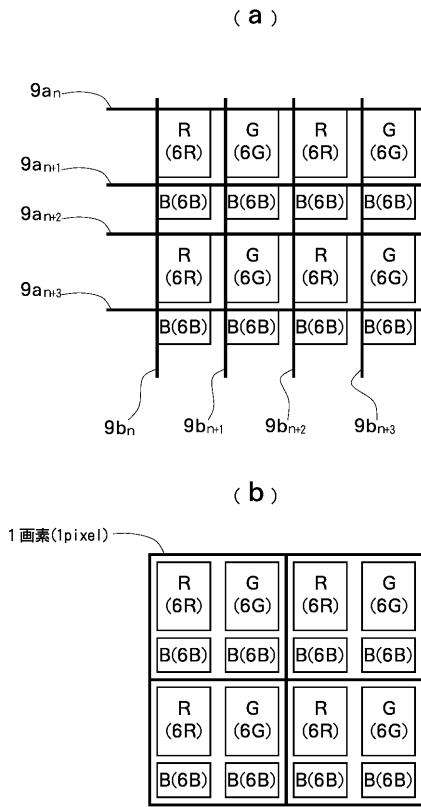 (a)
9an
R G R G
(6R) (6G) (6R) (6G)
9an+1
B(6B) B(6B) B(6B) B(6B)
9an+2
R G R G
(6R) (6G) (6R) (6G)
9an+3
B(6B) B(6B) B(6B) B(6B)
9bn 9bn+1 9bn+2 9bn+3
(b)
1画素(1pixel)
R G R G
(6R) (6G) (6R) (6G)
B(6B) B(6B) B(6B) B(6B)
R G R G
(6R) (6G) (6R) (6G)
B(6B) B(6B) B(6B) B(6B)